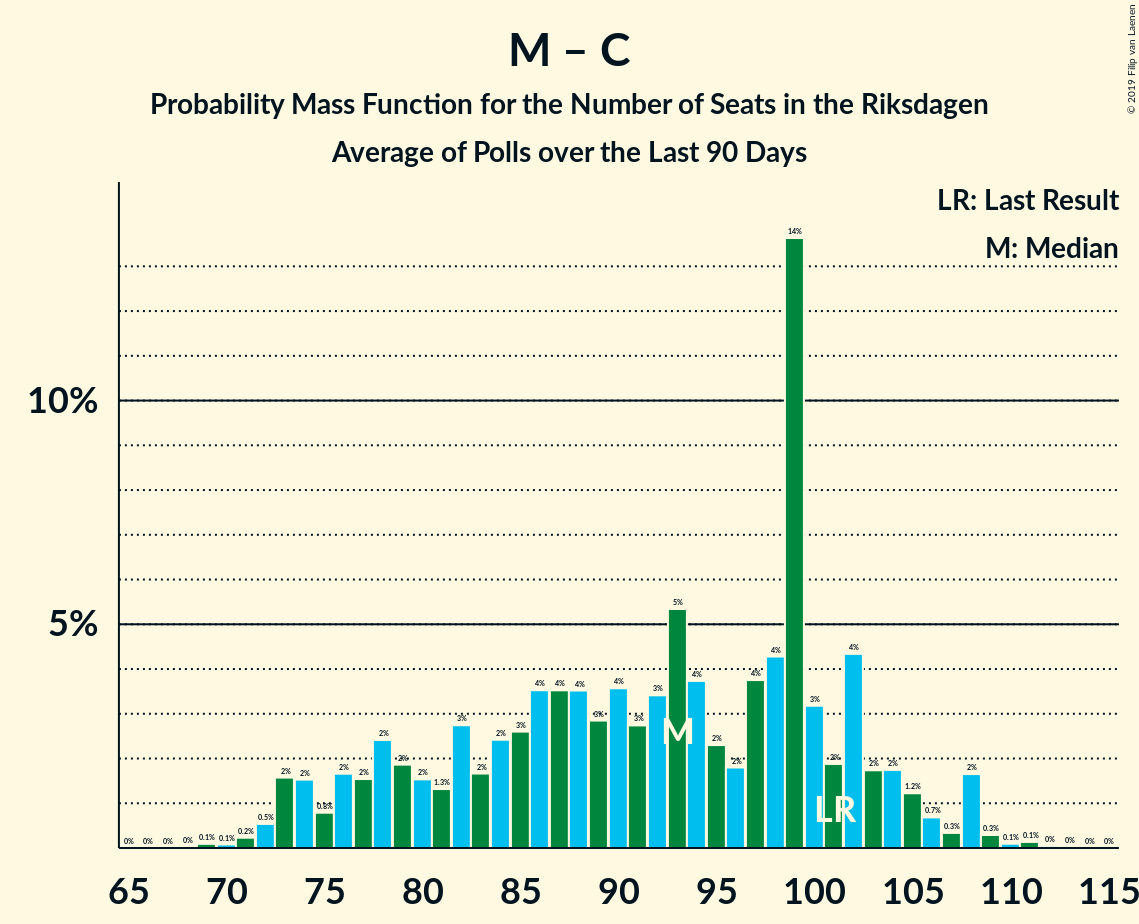 M – C
Probability Mass Function for the Number of Seats in the Riksdagen
Average of Polls over the Last 90 Days
© 2019 Filip van Laenen
LR: Last Result
M: Median
10%
5%
0% 0% 0% 0% 0.1% 0.1% 0.2% 0.5% 2% 2% 0.8% 2% 2% 2% 2% 2% 1.3% 3% 2% 2% 3% 4% 4% 4% 3% 4% 3% 3% 5% 4% 2% 2% 4% 4% 14% 3% 2% 4% 2% 2% 1.2% 0.7% 0.3% 2% 0.3% 0.1% 0.1% 0% 0% 0% 0%
M
LR
65 70 75 80 85 90 95 100 105 110 115